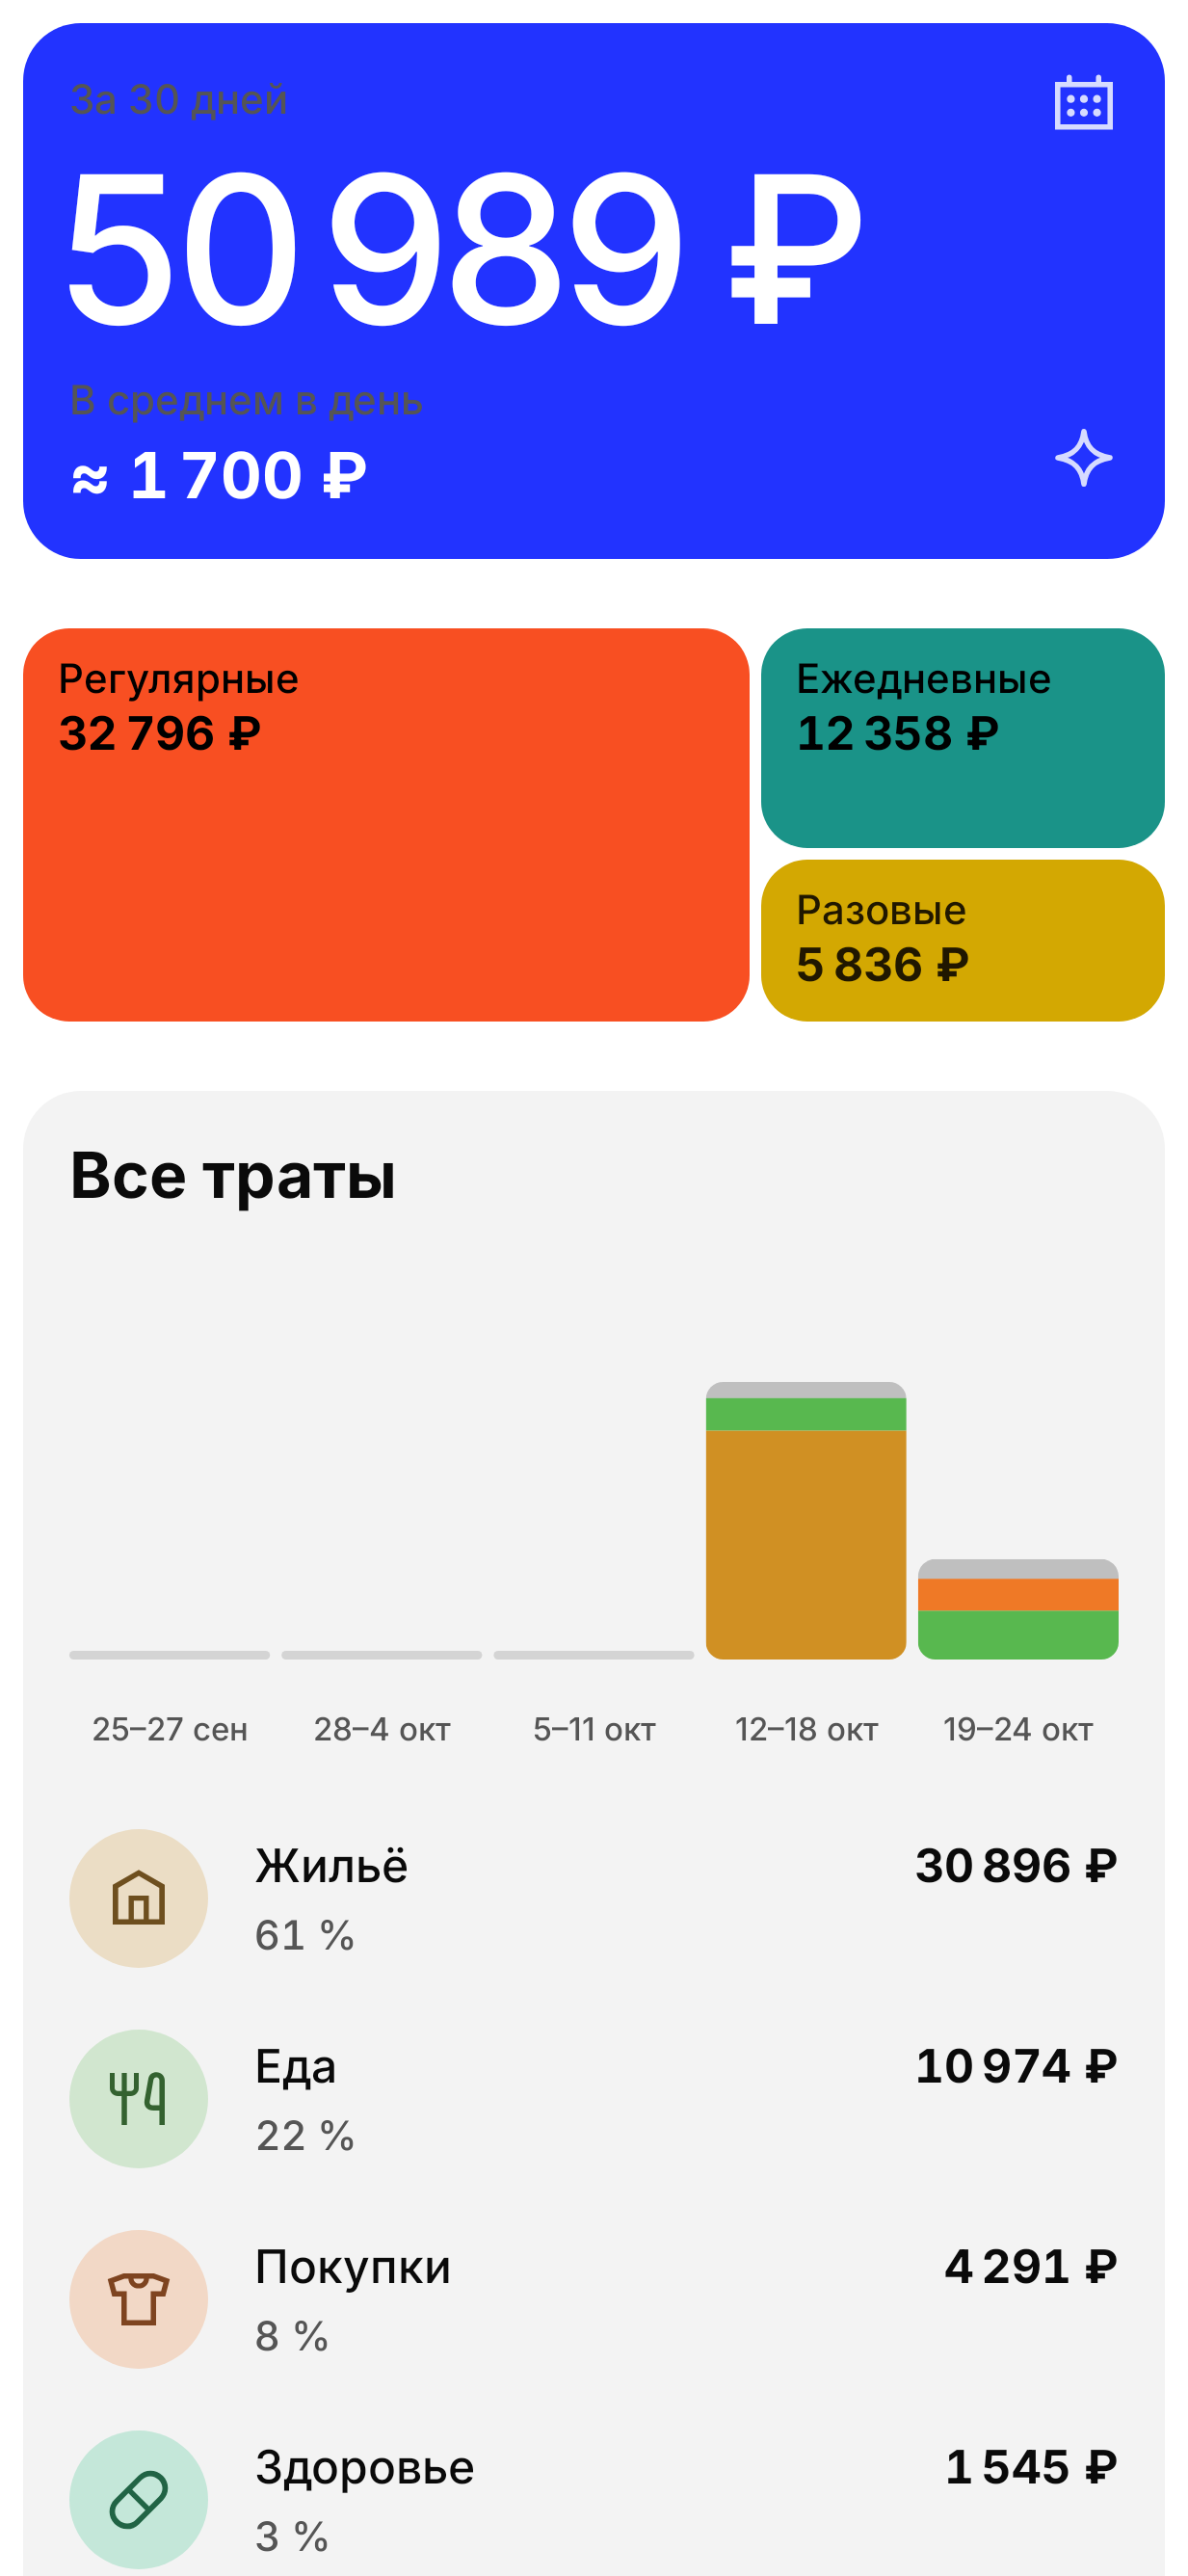 За 30 дней
50 989 ₽
В среднем в день
≈ 1 700 ₽
Регулярные
32 796 ₽
Ежедневные
12 358 ₽
Разовые
5 836 ₽
Все траты
25–27 сен
28–4 окт
5–11 окт
12–18 окт
19–24 окт
Жильё
30 896 ₽
61 %
Еда
10 974 ₽
22 %
Покупки
4 291 ₽
8 %
Здоровье
1 545 ₽
3 %